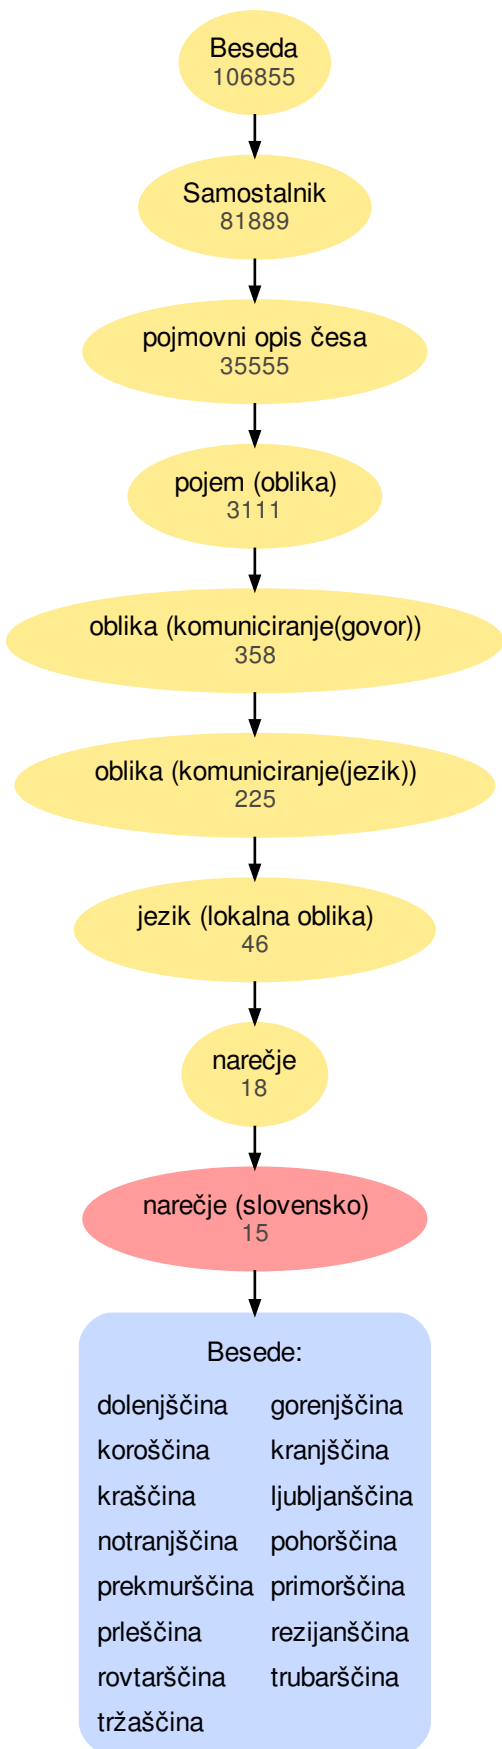 Beseda
106855
Samostalnik
81889
pojmovni opis česa
35555
pojem (oblika)
3111
oblika (komuniciranje(govor))
358
oblika (komuniciranje(jezik))
225
jezik (lokalna oblika)
46
narečje
18
narečje (slovensko)
15
Besede:
dolenjščina gorenjščina
koroščina kranjščina
kraščina ljubljanščina
notranjščina pohorščina
prekmurščina primorščina
prleščina rezijanščina
rovtarščina trubarščina
tržaščina